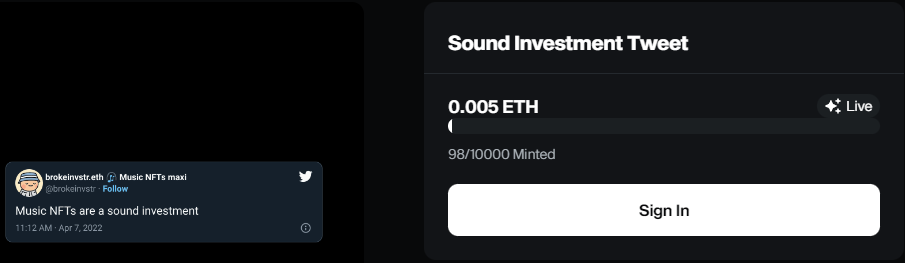 brokeinvstr.eth 🎧 Music NFTs maxi
@brokeinvstr · Follow
Music NFTs are a sound investment
11:12 AM · Apr 7, 2022
Sound Investment Tweet
0.005 ETH
Live
98/10000 Minted
Sign In